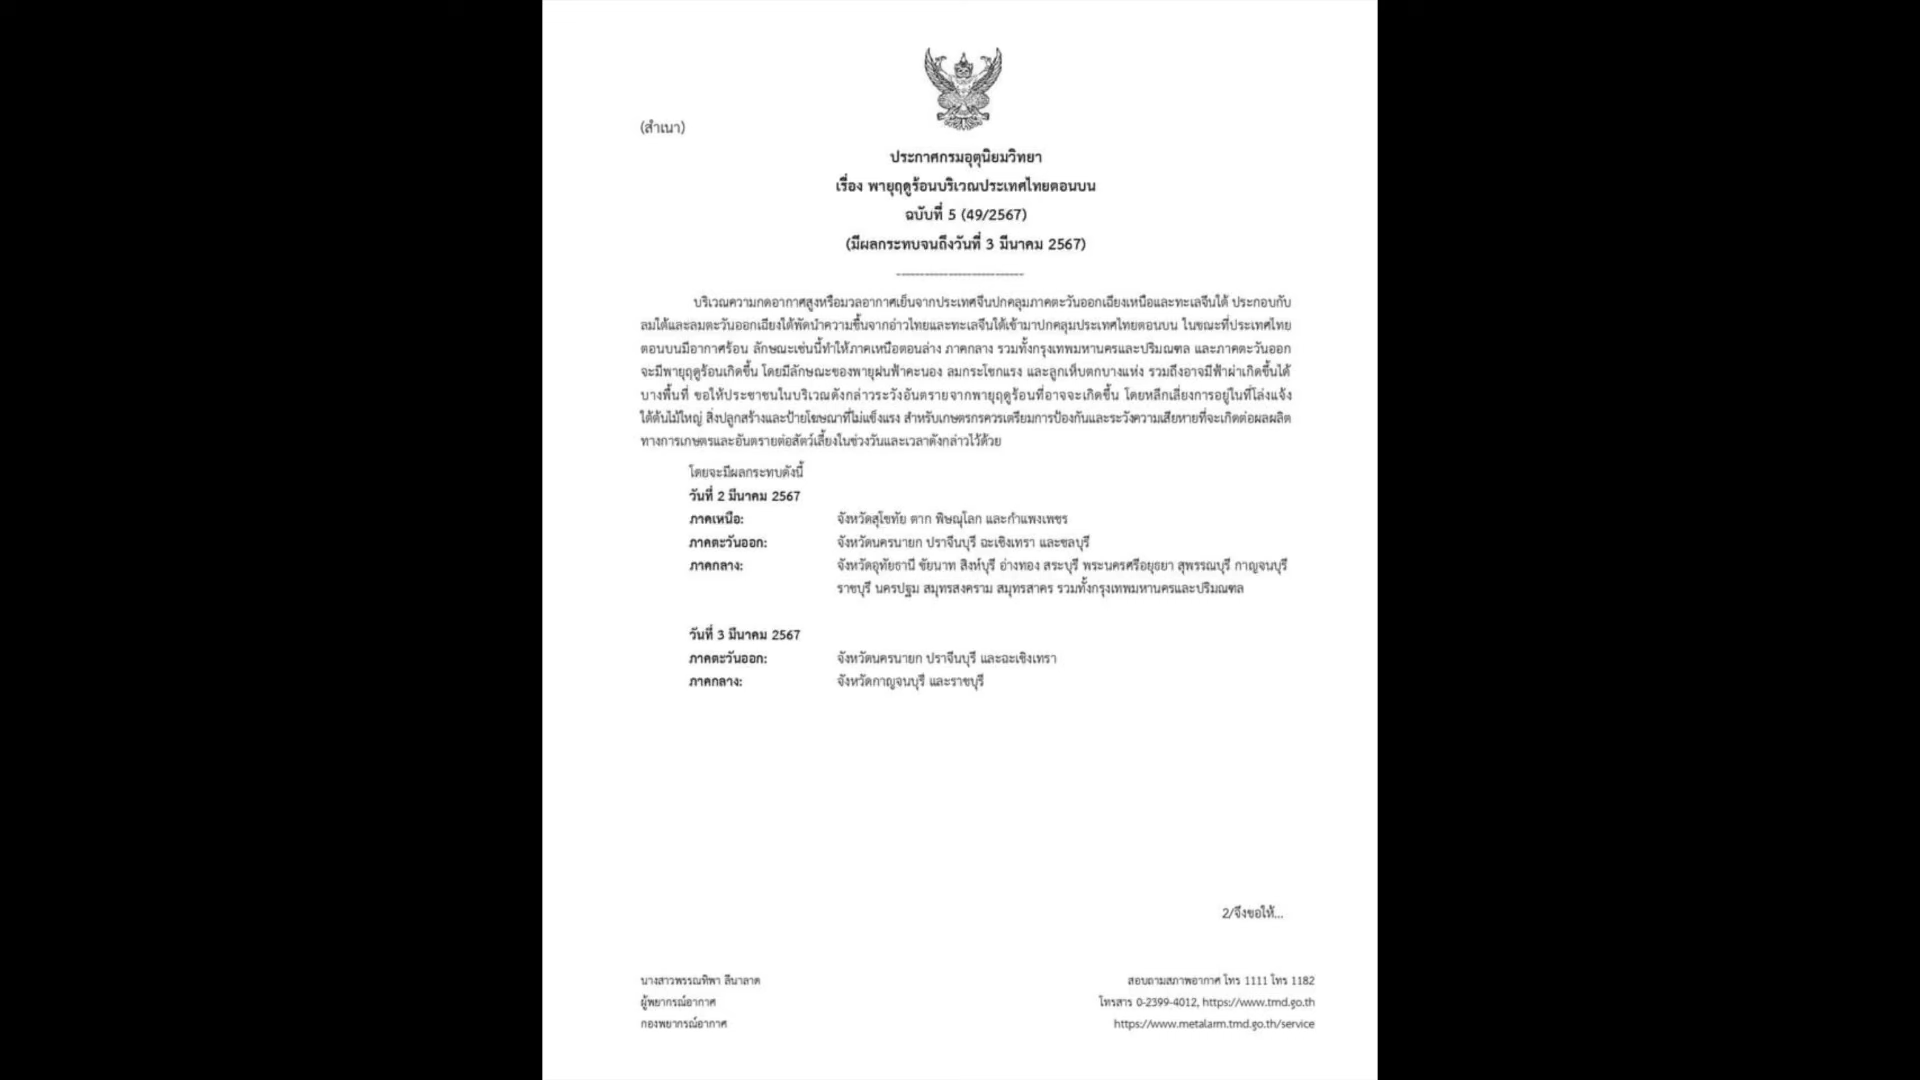 (สำเนา)
ประกาศกรมอุตุนิยมวิทยา
เรื่อง พายุฤดูร้อนบริเวณประเทศไทยตอนบน
ฉบับที่ 5 (49/2567)
(มีผลกระทบจนถึงวันที่ 3 มีนาคม 2567)
---------------------------
บริเวณความกดอากาศสูงหรือมวลอากาศเย็นจากประเทศจีนปกคลุมภาคตะวันออกเฉียงเหนือและทะเลจีนใต้ ประกอบกับ
ลมใต้และลมตะวันออกเฉียงใต้พัดนำความชื้นจากอ่าวไทยและทะเลจีนใต้เข้ามาปกคลุมประเทศไทยตอนบน ในขณะที่ประเทศไทย
ตอนบนมีอากาศร้อน ลักษณะเช่นนี้ทำให้ภาคเหนือตอนล่าง ภาคกลาง รวมทั้งกรุงเทพมหานครและปริมณฑล และภาคตะวันออก
จะมีพายุฤดูร้อนเกิดขึ้น โดยมีลักษณะของพายุฝนฟ้าคะนอง ลมกระโชกแรง และลูกเห็บตกบางแห่ง รวมถึงอาจมีฟ้าผ่าเกิดขึ้นได้
บางพื้นที่ ขอให้ประชาชนในบริเวณดังกล่าวระวังอันตรายจากพายุฤดูร้อนที่อาจจะเกิดขึ้น โดยหลีกเลี่ยงการอยู่ในที่โล่งแจ้ง
ใต้ต้นไม้ใหญ่ สิ่งปลูกสร้างและป้ายโฆษณาที่ไม่แข็งแรง สำหรับเกษตรกรควรเตรียมการป้องกันและระวังความเสียหายที่จะเกิดต่อผลผลิต
ทางการเกษตรและอันตรายต่อสัตว์เลี้ยงในช่วงวันและเวลาดังกล่าวไว้ด้วย
โดยจะมีผลกระทบดังนี้
วันที่ 2 มีนาคม 2567
ภาคเหนือ: จังหวัดสุโขทัย ตาก พิษณุโลก และกำแพงเพชร
ภาคตะวันออก: จังหวัดนครนายก ปราจีนบุรี ฉะเชิงเทรา และชลบุรี
ภาคกลาง: จังหวัดอุทัยธานี ชัยนาท สิงห์บุรี อ่างทอง สระบุรี พระนครศรีอยุธยา สุพรรณบุรี กาญจนบุรี
ราชบุรี นครปฐม สมุทรสงคราม สมุทรสาคร รวมทั้งกรุงเทพมหานครและปริมณฑล
วันที่ 3 มีนาคม 2567
ภาคตะวันออก: จังหวัดนครนายก ปราจีนบุรี และฉะเชิงเทรา
ภาคกลาง: จังหวัดกาญจนบุรี และราชบุรี
2/จึงขอให้...
นางสาวพรรณทิพา ลีนาลาด
ผู้พยากรณ์อากาศ
กองพยากรณ์อากาศ
สอบถามสภาพอากาศ โทร 1111 โทร 1182
โทรสาร 0-2399-4012, https://www.tmd.go.th
https://www.metalarm.tmd.go.th/service